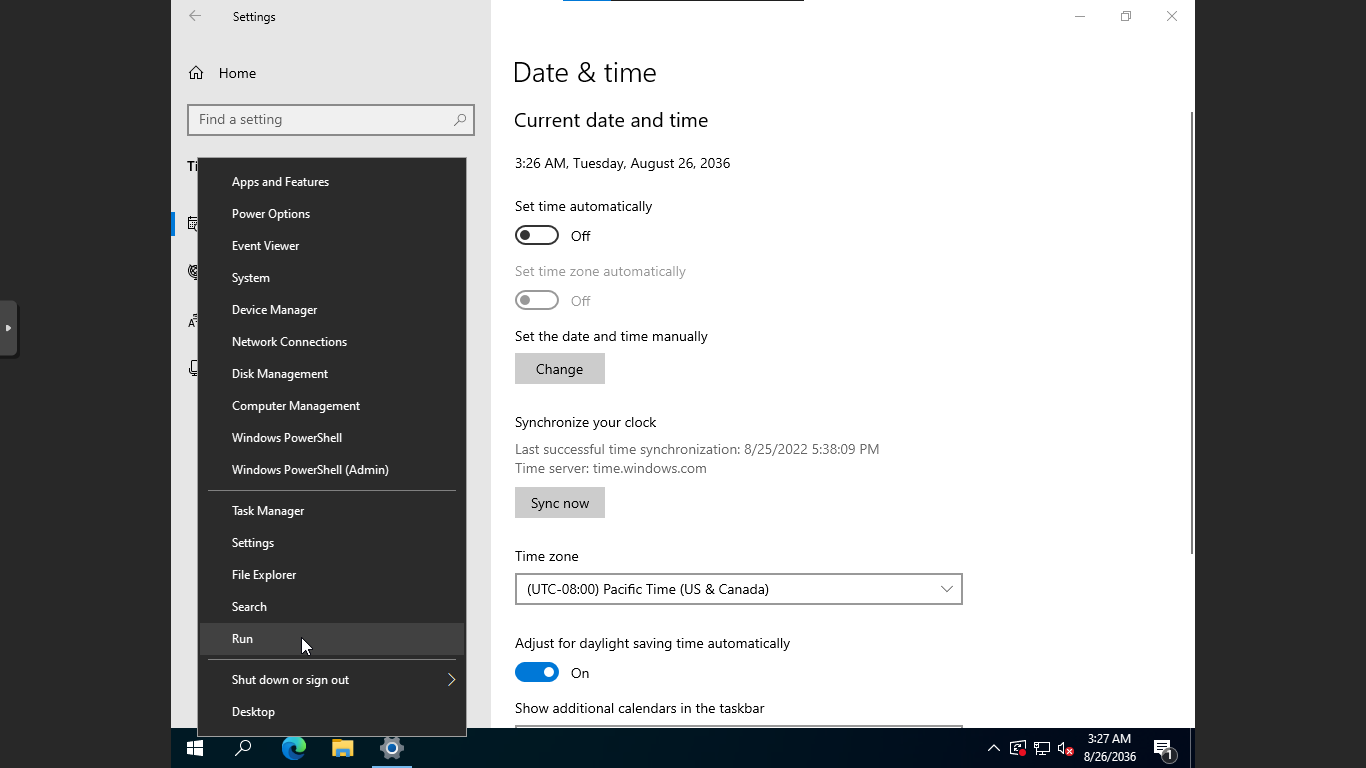 Settings
Home
Find a setting
Ti
Apps and Features
Power Options
Event Viewer
System
Device Manager
Network Connections
Disk Management
Computer Management
Windows PowerShell
Windows PowerShell (Admin)
Task Manager
Settings
File Explorer
Search
Run
Shut down or sign out
Desktop
Date & time
Current date and time
3:26 AM, Tuesday, August 26, 2036
Set time automatically
Off
Set time zone automatically
Off
Set the date and time manually
Change
Synchronize your clock
Last successful time synchronization: 8/25/2022 5:38:09 PM
Time server: time.windows.com
Sync now
Time zone
(UTC-08:00) Pacific Time (US & Canada)
Adjust for daylight saving time automatically
On
Show additional calendars in the taskbar
3:27 AM
8/26/2036
1